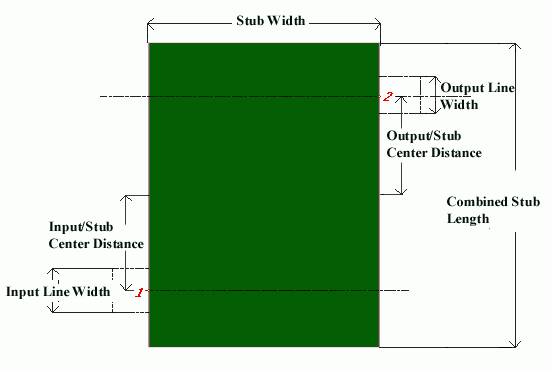 Stub Width
Output Line
Width
2
Output/Stub
Center Distance
Combined Stub
Length
Input/Stub
Center Distance
Input Line Width
1